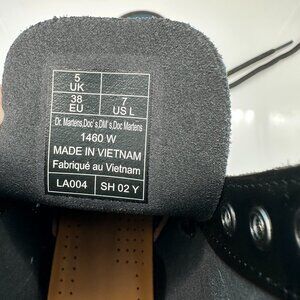 5
UK
38
EU
7
US L
Dr. Martens,Doc's,DM's,Doc Martens
1460 W
MADE IN VIETNAM
Fabriqué au Vietnam
LA004
SH 02 Y